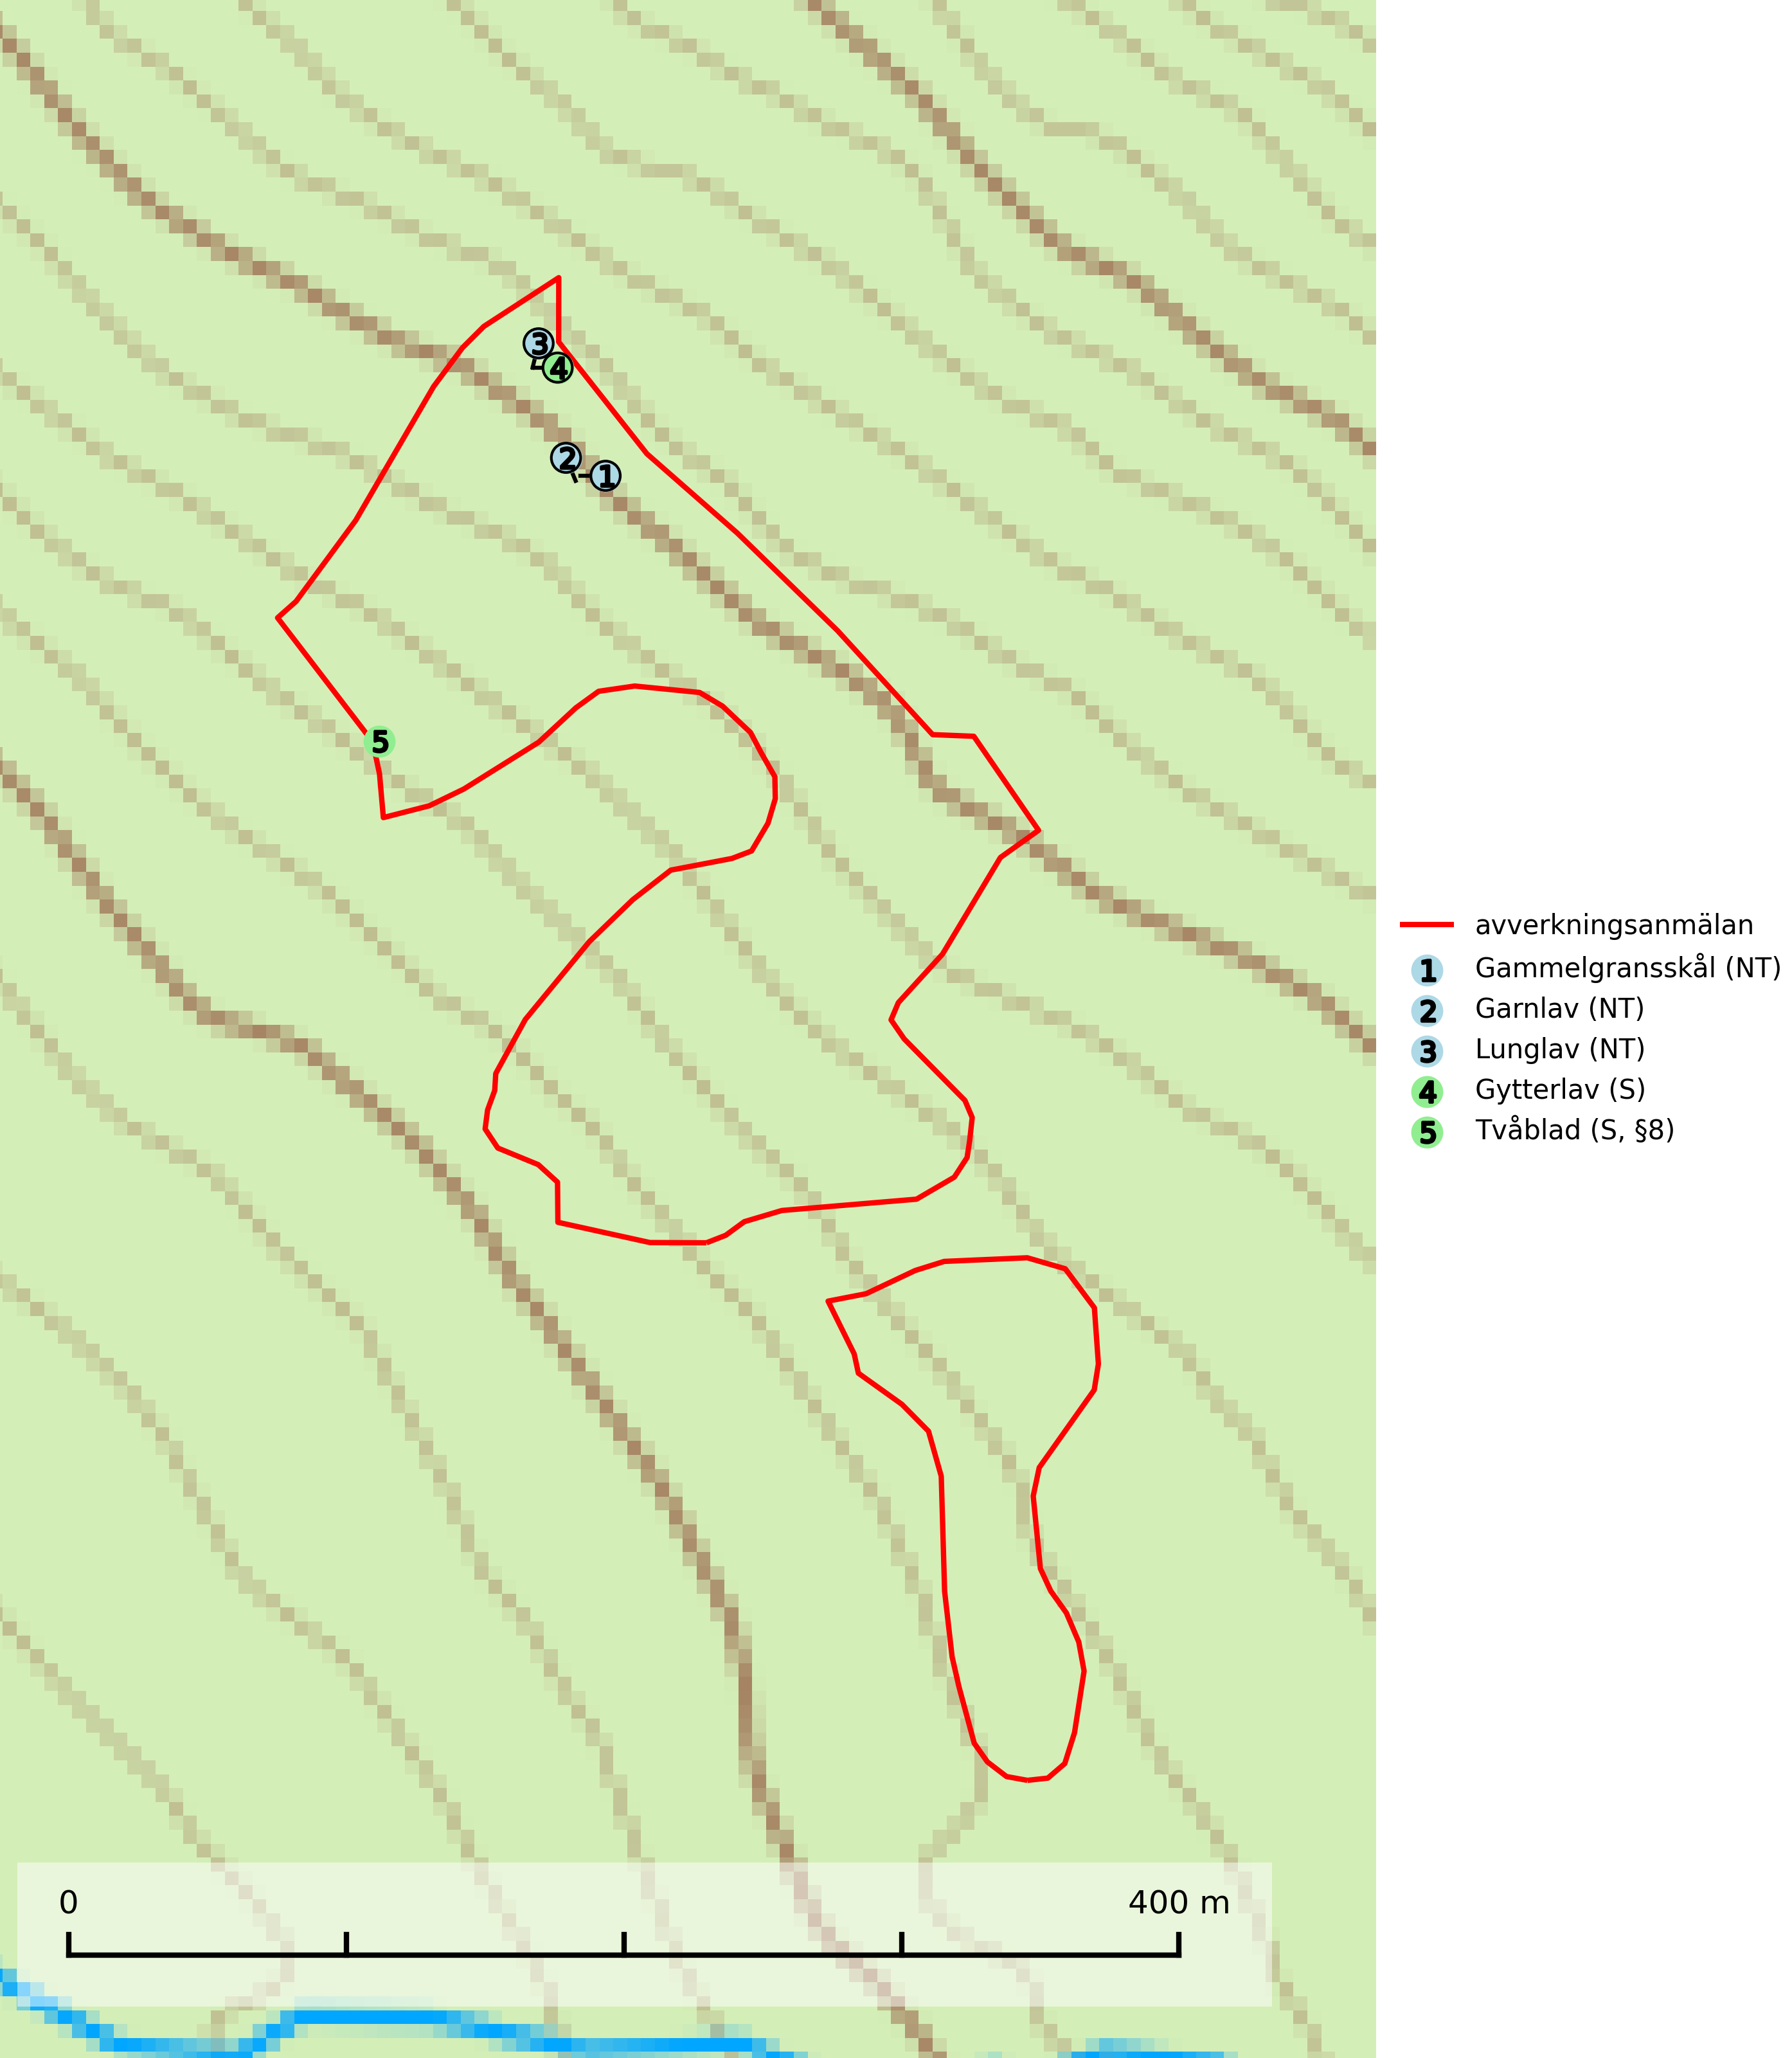 3
4
2
1
5
avverkningsanmälan
1 Gammelgransskål (NT)
2 Garnlav (NT)
3 Lunglav (NT)
4 Gytterlav (S)
5 Tvåblad (S, §8)
0 400 m